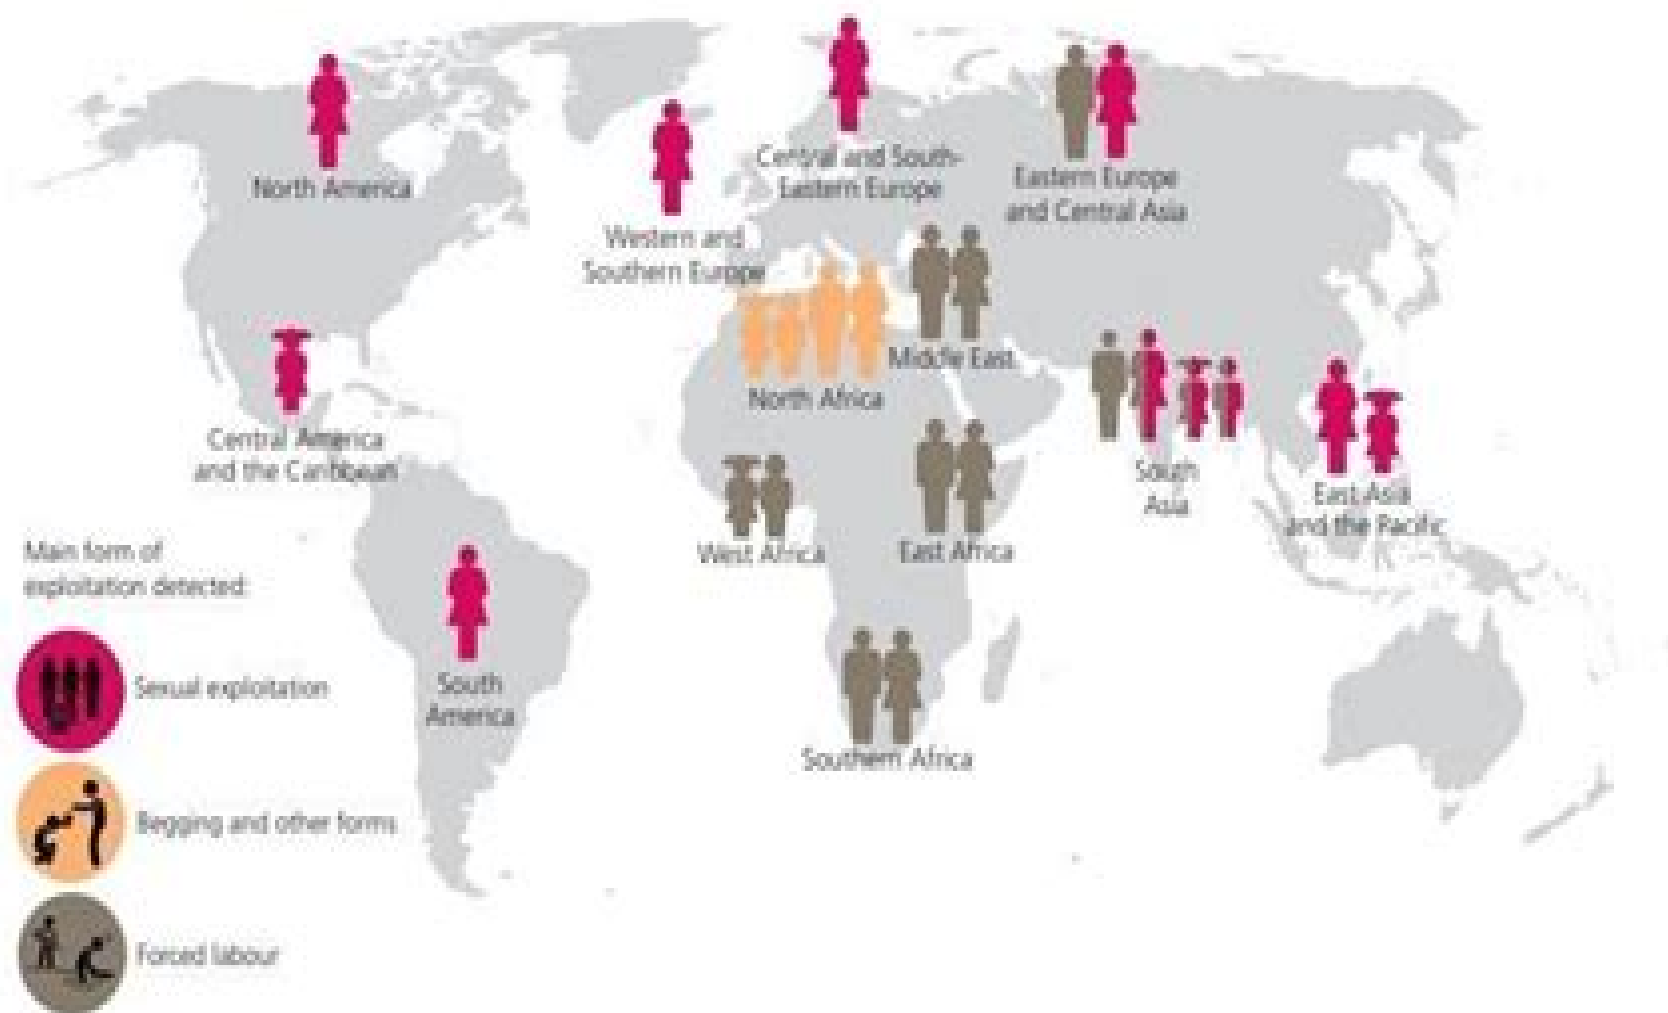 North America
Central and South-
Eastern Europe
Eastern Europe
and Central Asia
Western and
Southern Europe
Middle East
North Africa
Central America
and the Caribbean
South
Asia
East Asia
and the Pacific
West Africa
East Africa
Main form of
exploitation detected:
Sexual exploitation
South
America
Southern Africa
Begging and other forms
Forced labour